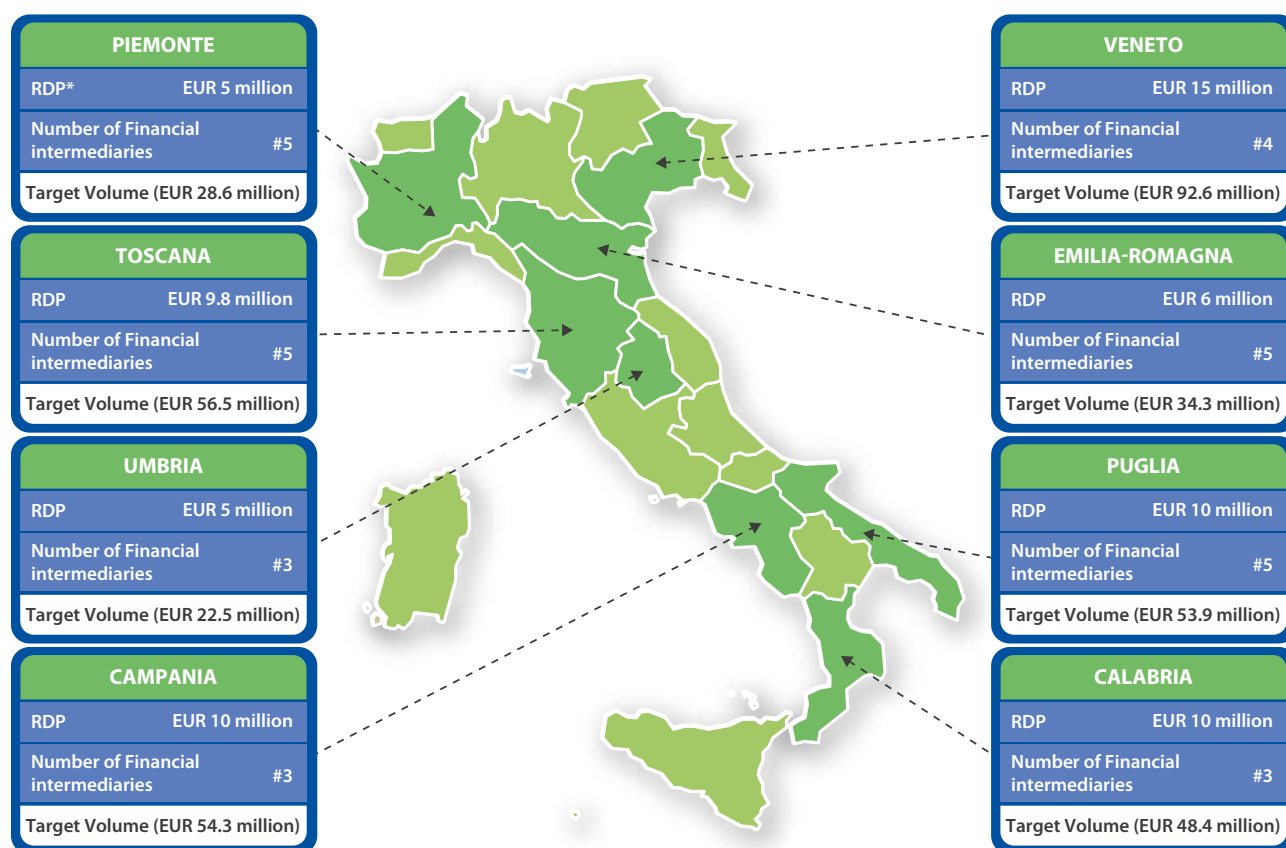 PIEMONTE
RDP* EUR 5 million
Number of Financial
intermediaries #5
Target Volume (EUR 28.6 million)
TOSCANA
RDP EUR 9.8 million
Number of Financial
intermediaries #5
Target Volume (EUR 56.5 million)
UMBRIA
RDP EUR 5 million
Number of Financial
intermediaries #3
Target Volume (EUR 22.5 million)
CAMPANIA
RDP EUR 10 million
Number of Financial
intermediaries #3
Target Volume (EUR 54.3 million)
VENETO
RDP EUR 15 million
Number of Financial
intermediaries #4
Target Volume (EUR 92.6 million)
EMILIA-ROMAGNA
RDP EUR 6 million
Number of Financial
intermediaries #5
Target Volume (EUR 34.3 million)
PUGLIA
RDP EUR 10 million
Number of Financial
intermediaries #5
Target Volume (EUR 53.9 million)
CALABRIA
RDP EUR 10 million
Number of Financial
intermediaries #3
Target Volume (EUR 48.4 million)